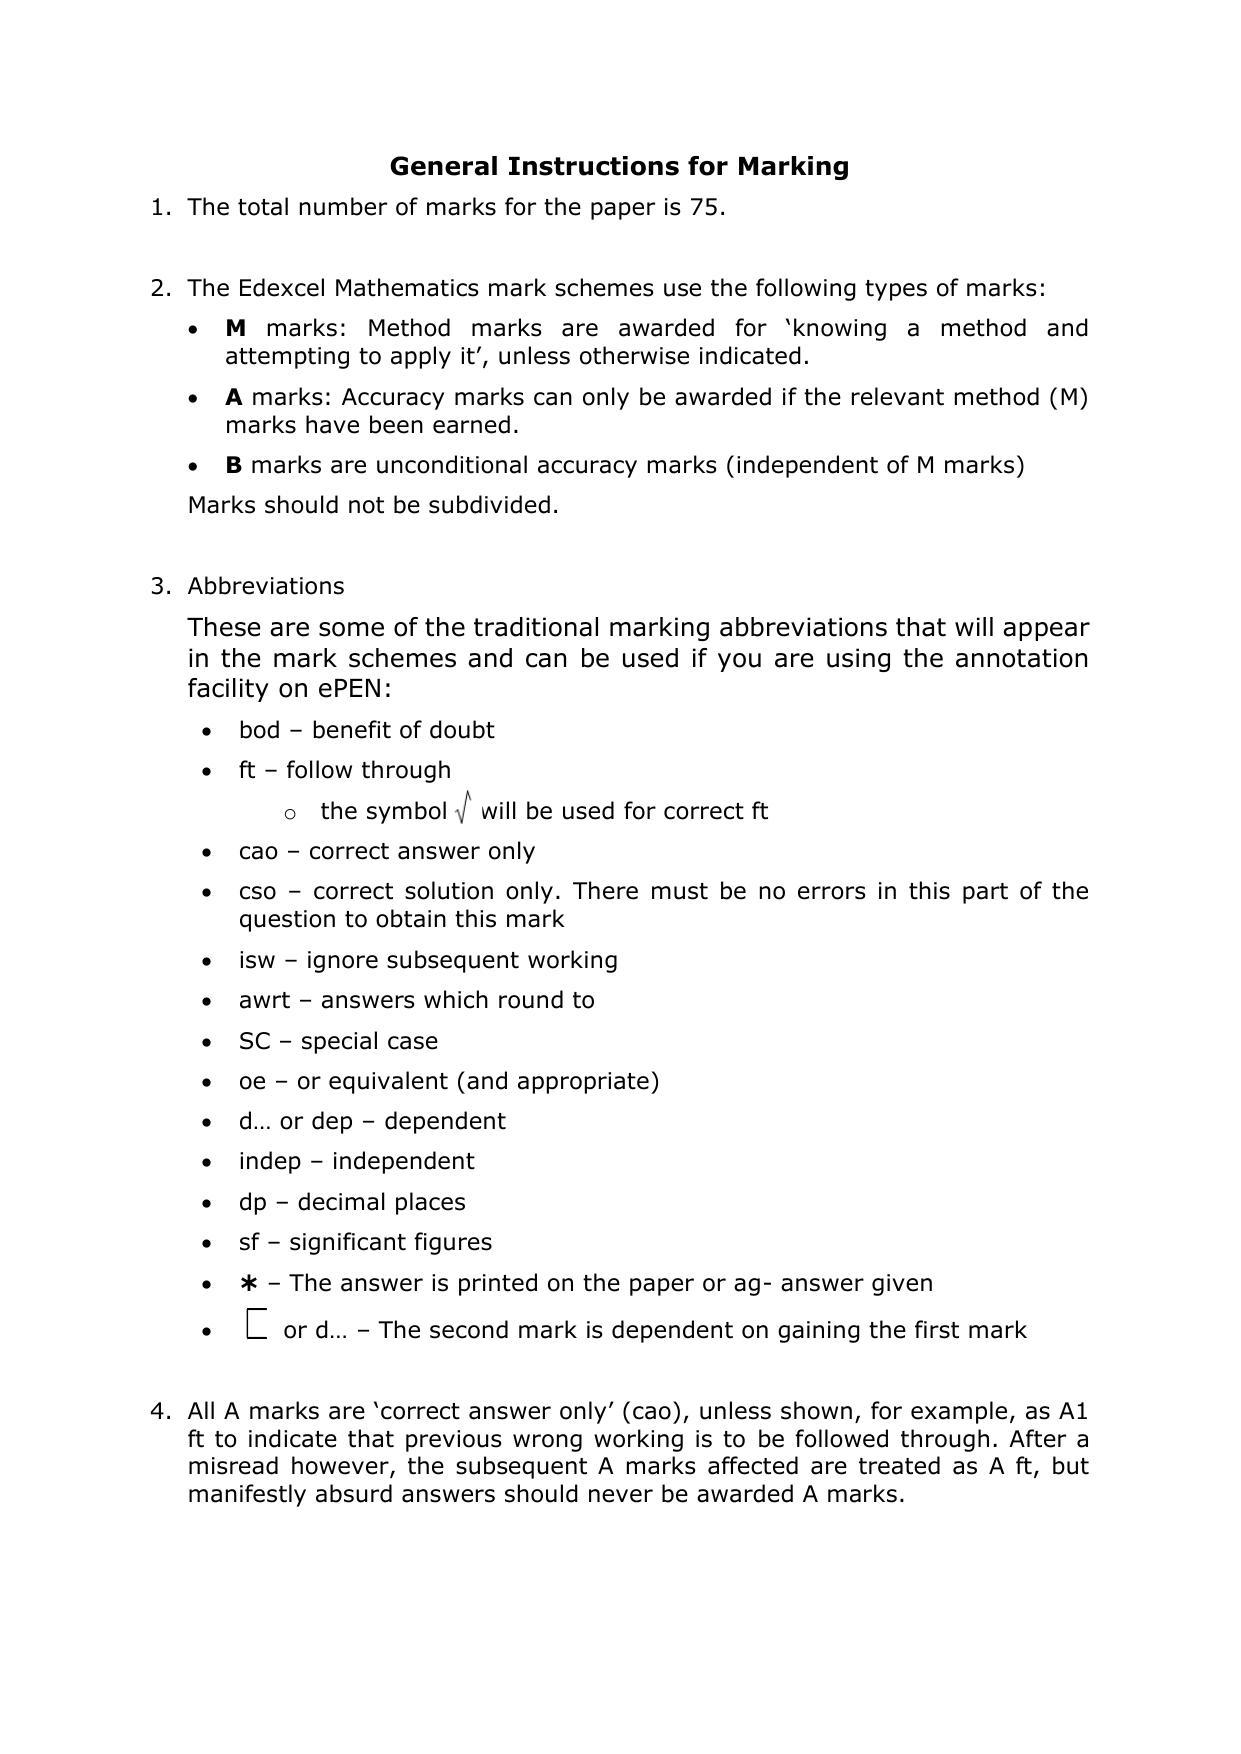 General Instructions for Marking
1. The total number of marks for the paper is 75.
2. The Edexcel Mathematics mark schemes use the following types of marks:
• M marks: Method marks are awarded for ‘knowing a method and
attempting to apply it’, unless otherwise indicated.
• A marks: Accuracy marks can only be awarded if the relevant method (M)
marks have been earned.
• B marks are unconditional accuracy marks (independent of M marks)
Marks should not be subdivided.
3. Abbreviations
These are some of the traditional marking abbreviations that will appear
in the mark schemes and can be used if you are using the annotation
facility on ePEN:
• bod – benefit of doubt
• ft – follow through
o the symbol √ will be used for correct ft
• cao – correct answer only
• cso – correct solution only. There must be no errors in this part of the
question to obtain this mark
• isw – ignore subsequent working
• awrt – answers which round to
• SC – special case
• oe – or equivalent (and appropriate)
• d… or dep – dependent
• indep – independent
• dp – decimal places
• sf – significant figures
• * – The answer is printed on the paper or ag- answer given
• or d… – The second mark is dependent on gaining the first mark
4. All A marks are ‘correct answer only’ (cao), unless shown, for example, as A1
ft to indicate that previous wrong working is to be followed through. After a
misread however, the subsequent A marks affected are treated as A ft, but
manifestly absurd answers should never be awarded A marks.